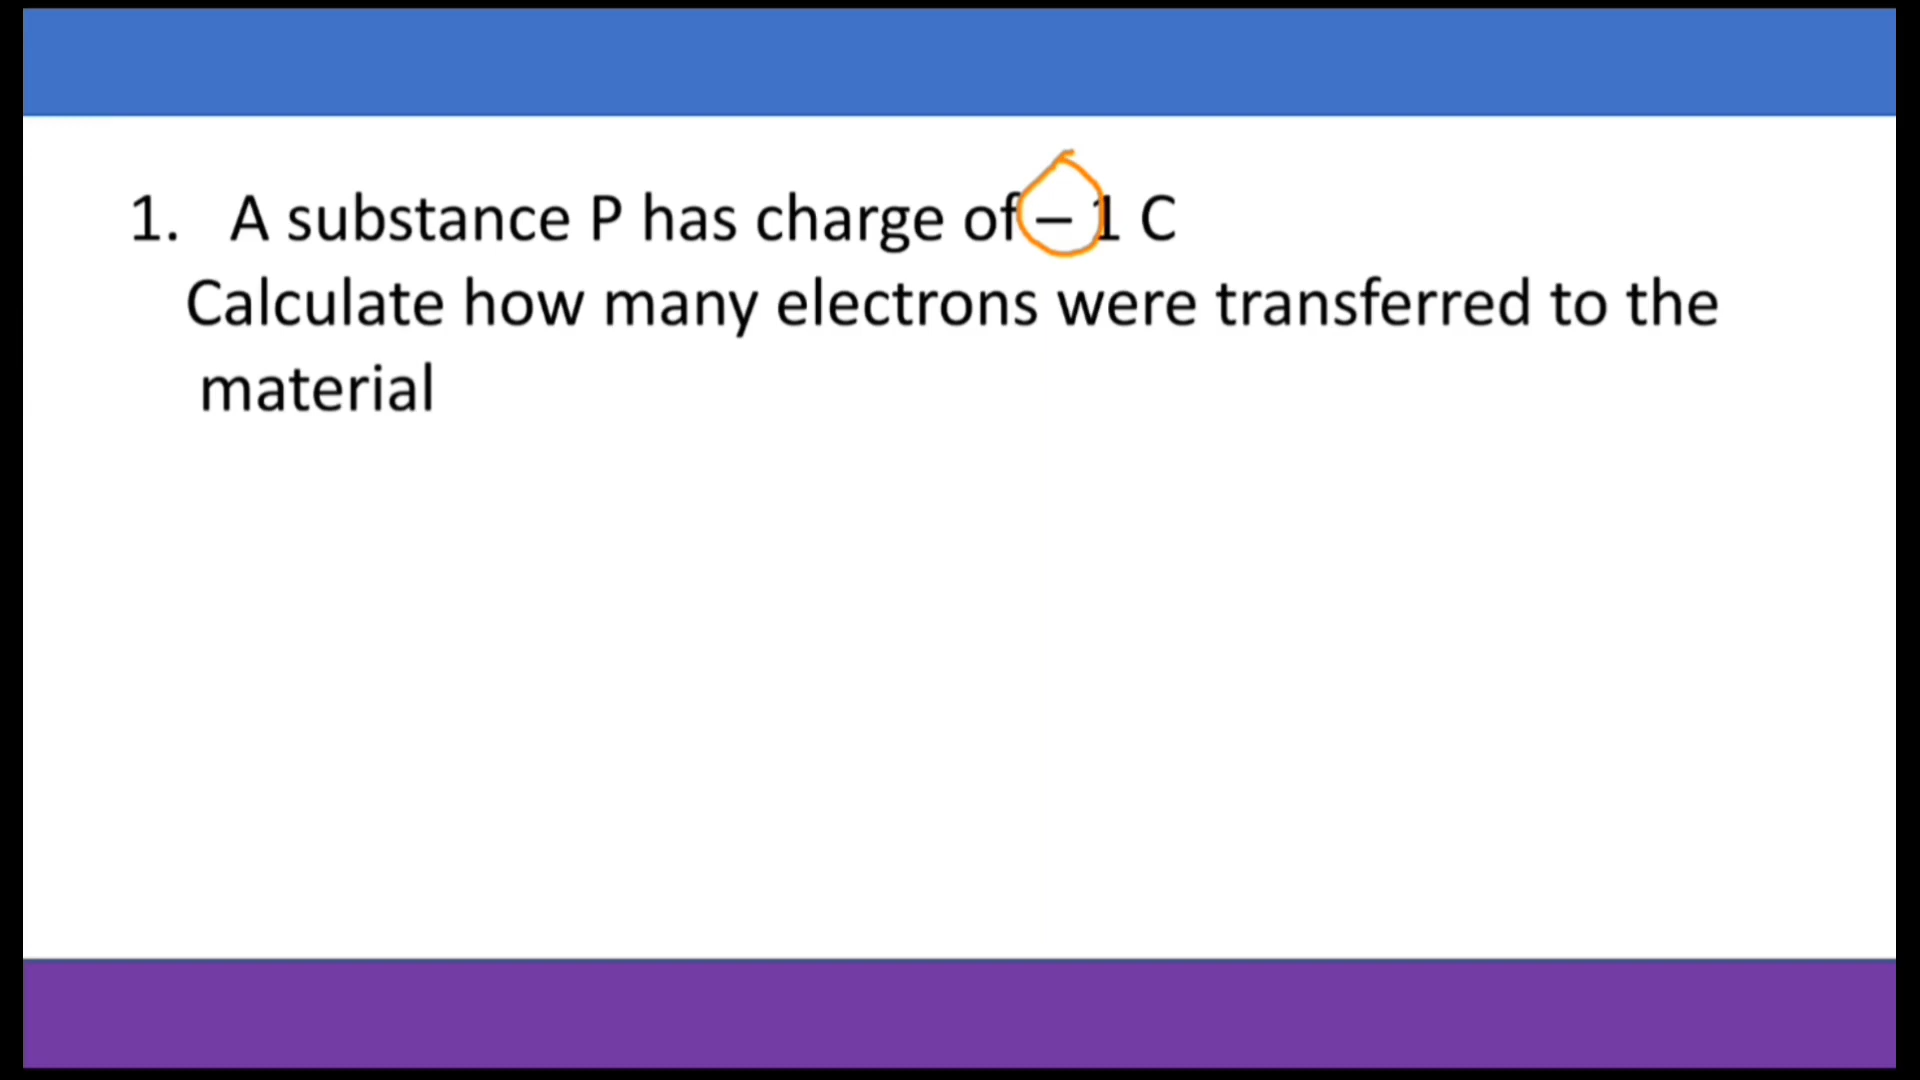 1. A substance P has charge of – 1 C
Calculate how many electrons were transferred to the
material